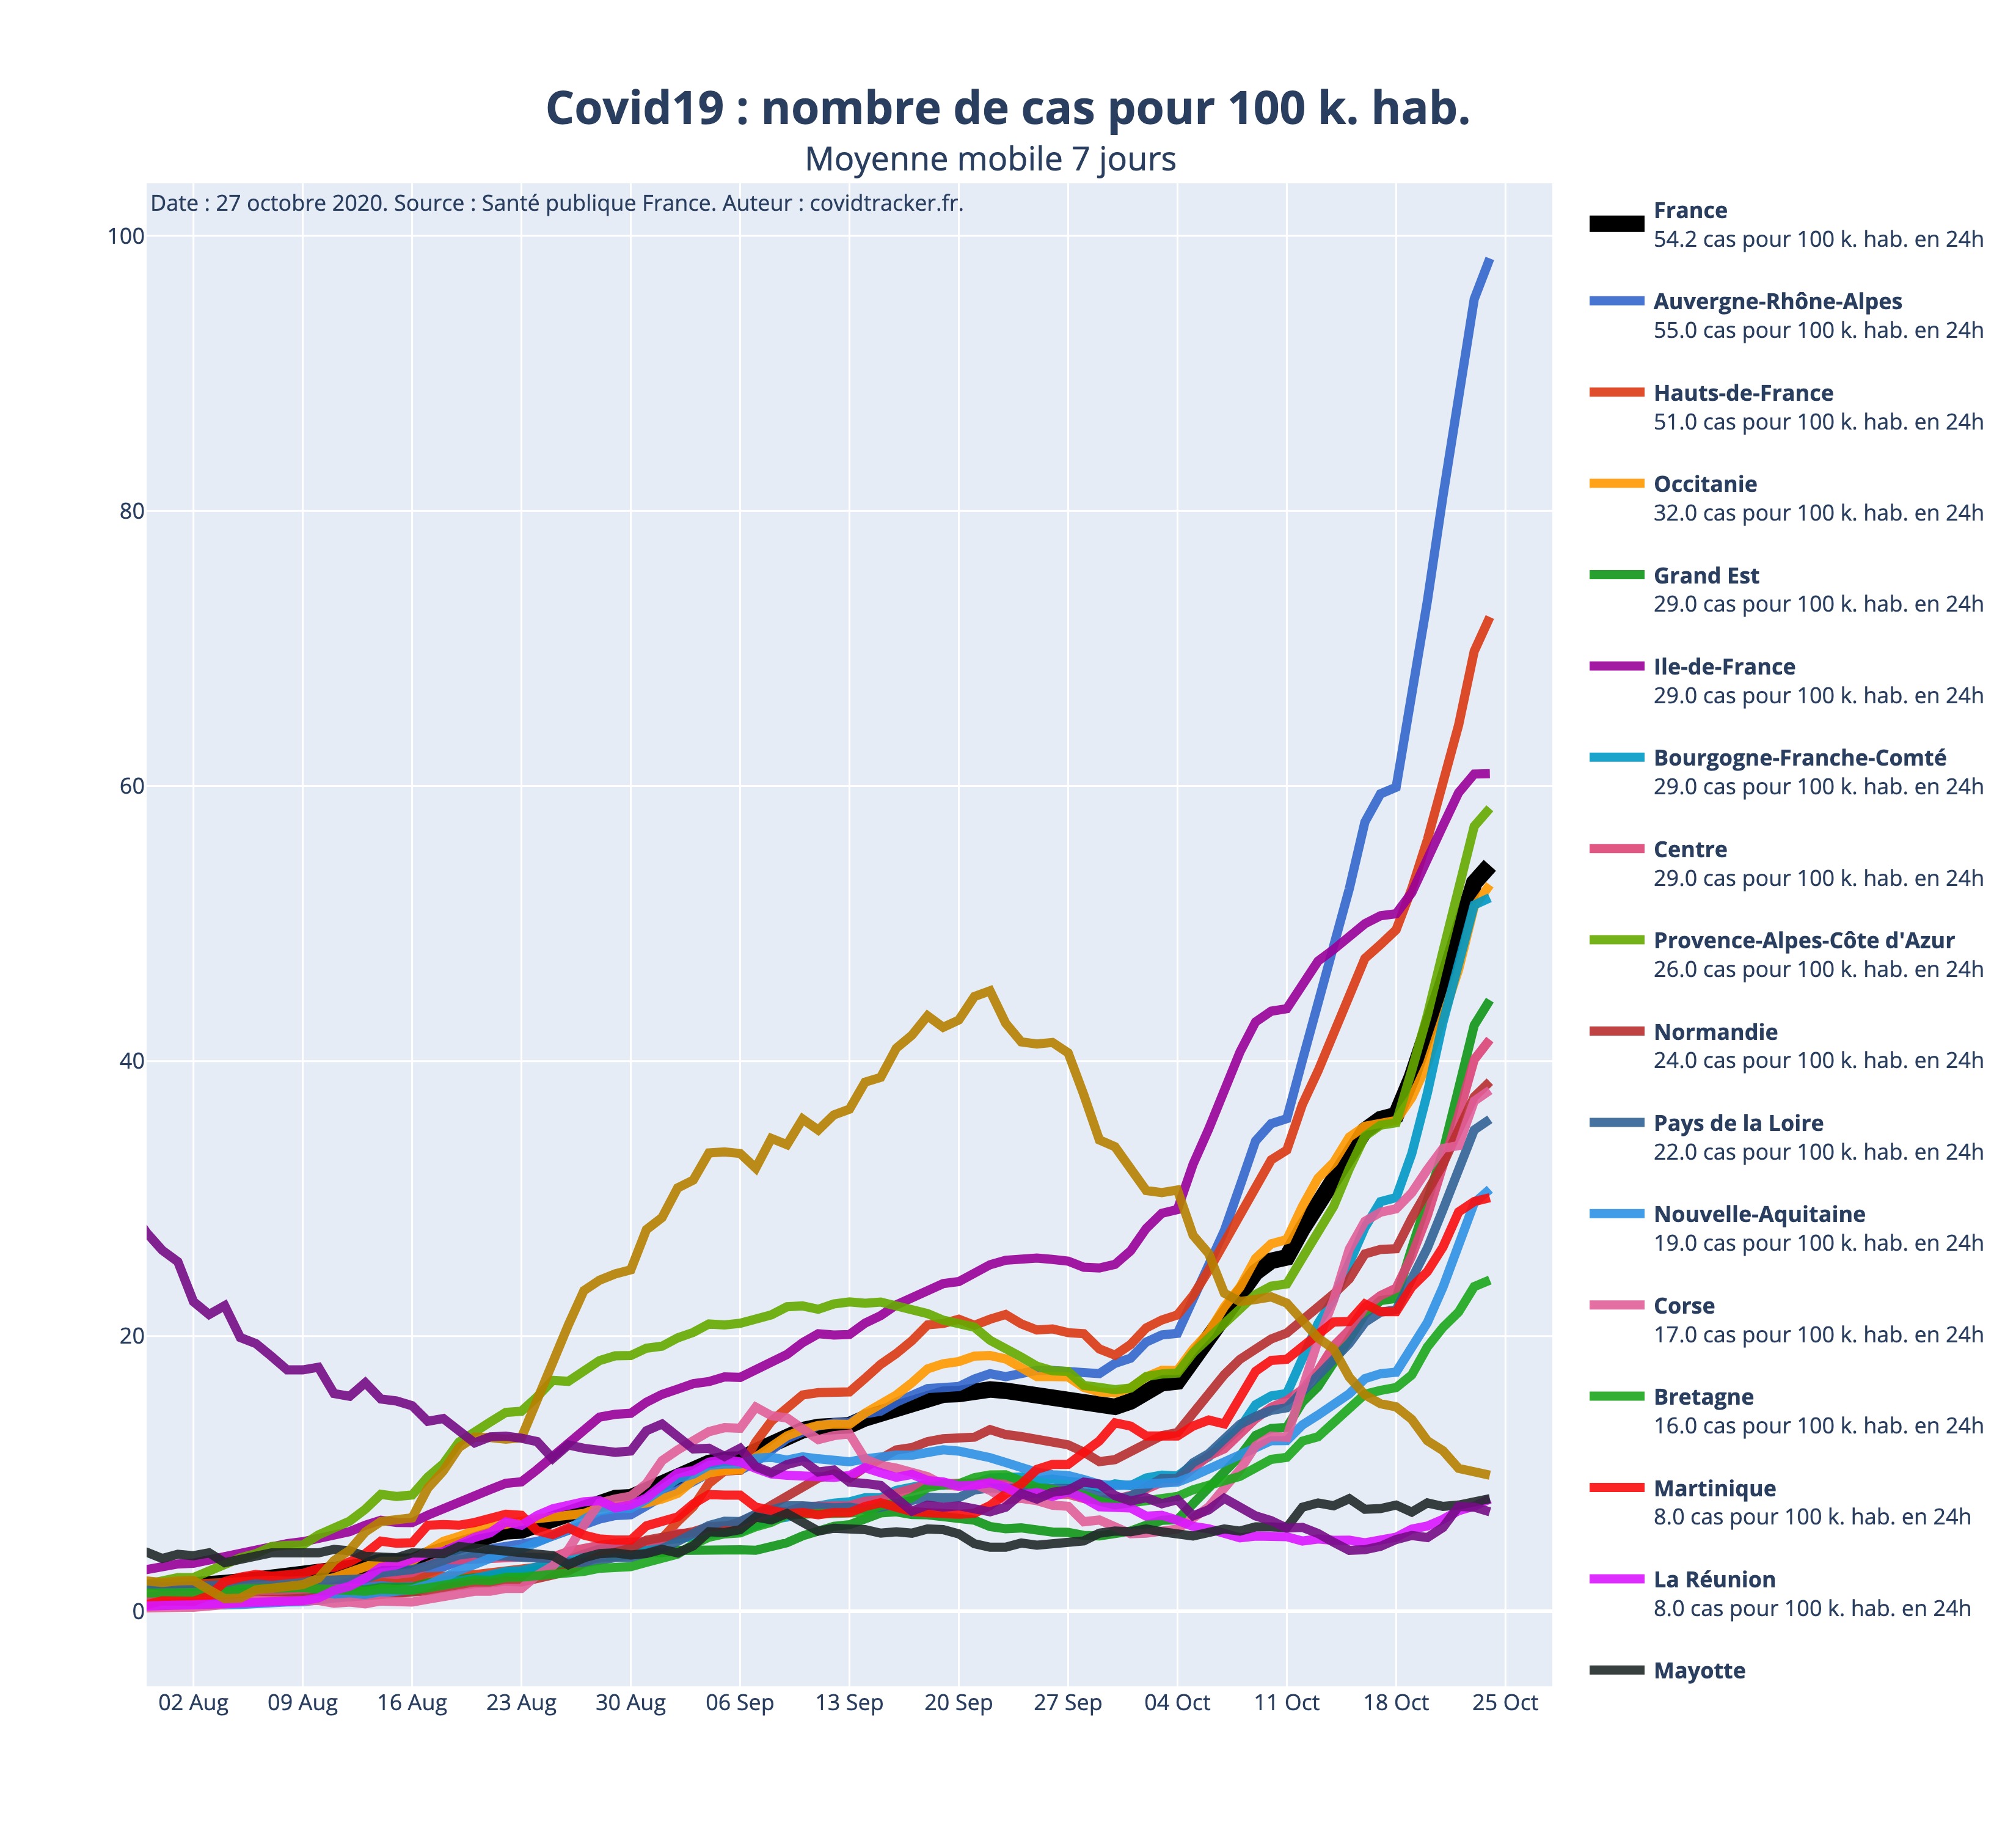 Covid19 : nombre de cas pour 100 k. hab.
Moyenne mobile 7 jours
Date : 27 octobre 2020. Source : Santé publique France. Auteur : covidtracker.fr.
100
80
60
40
20
0
02 Aug
09 Aug
16 Aug
23 Aug
30 Aug
06 Sep
13 Sep
20 Sep
27 Sep
04 Oct
11 Oct
18 Oct
25 Oct
France
54.2 cas pour 100 k. hab. en 24h
Auvergne-Rhône-Alpes
55.0 cas pour 100 k. hab. en 24h
Hauts-de-France
51.0 cas pour 100 k. hab. en 24h
Occitanie
32.0 cas pour 100 k. hab. en 24h
Grand Est
29.0 cas pour 100 k. hab. en 24h
Ile-de-France
29.0 cas pour 100 k. hab. en 24h
Bourgogne-Franche-Comté
29.0 cas pour 100 k. hab. en 24h
Centre
29.0 cas pour 100 k. hab. en 24h
Provence-Alpes-Côte d'Azur
26.0 cas pour 100 k. hab. en 24h
Normandie
24.0 cas pour 100 k. hab. en 24h
Pays de la Loire
22.0 cas pour 100 k. hab. en 24h
Nouvelle-Aquitaine
19.0 cas pour 100 k. hab. en 24h
Corse
17.0 cas pour 100 k. hab. en 24h
Bretagne
16.0 cas pour 100 k. hab. en 24h
Martinique
8.0 cas pour 100 k. hab. en 24h
La Réunion
8.0 cas pour 100 k. hab. en 24h
Mayotte